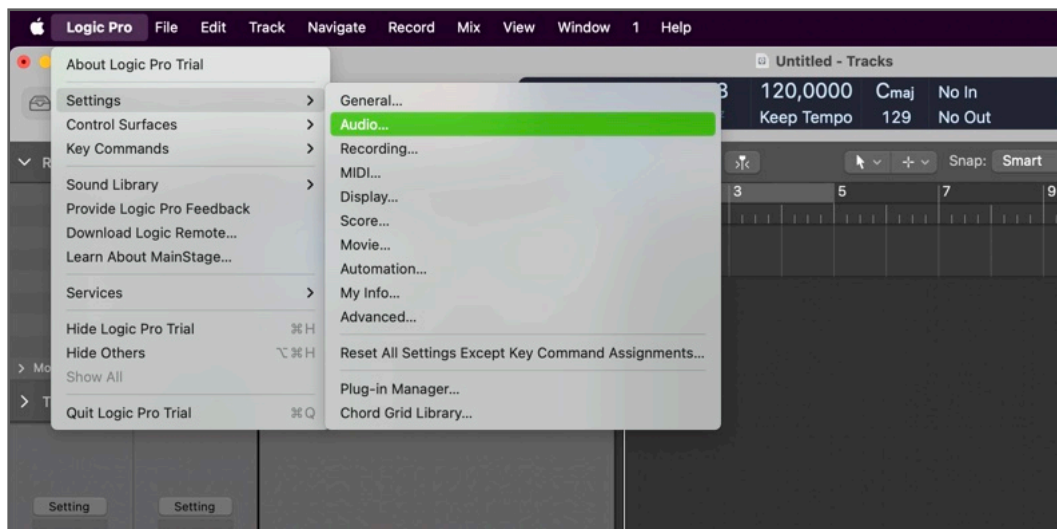 Logic Pro File Edit Track Navigate Record Mix View Window 1 Help
Untitled - Tracks
About Logic Pro Trial
Settings
Control Surfaces
Key Commands
Sound Library
Provide Logic Pro Feedback
Download Logic Remote...
Learn About MainStage...
Services
Hide Logic Pro Trial ⌘H
Hide Others ⌥⌘H
Show All
Quit Logic Pro Trial ⌘Q
General...
Audio...
Recording...
MIDI...
Display...
Score...
Movie...
Automation...
My Info...
Advanced...
Reset All Settings Except Key Command Assignments...
Plug-in Manager...
Chord Grid Library...
120,0000 Cmaj No In
Keep Tempo 129 No Out
Snap: Smart
3 5 7 9
Setting Setting